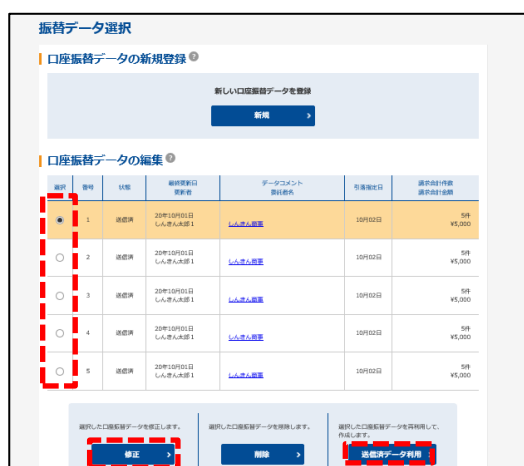 振替データ選択
口座振替データの新規登録 ?
新しい口座振替データを登録
新規 >
口座振替データの編集 ?
選択 番号 状態 最終更新日 更新者 データコメント 委託者名 引落指定日 請求合計件数 請求合計金額
1 送信済 20年10月01日 しんきん太郎1 しんきん商事 10月02日 5件 ¥5,000
2 送信済 20年10月01日 しんきん太郎1 しんきん商事 10月02日 5件 ¥5,000
3 送信済 20年10月01日 しんきん太郎1 しんきん商事 10月02日 5件 ¥5,000
4 送信済 20年10月01日 しんきん太郎1 しんきん商事 10月02日 5件 ¥5,000
5 送信済 20年10月01日 しんきん太郎1 しんきん商事 10月02日 5件 ¥5,000
選択した口座振替データを修正します。
修正 >
選択した口座振替データを削除します。
削除 >
選択した口座振替データを再利用して、
作成します。
送信済データ利用 >